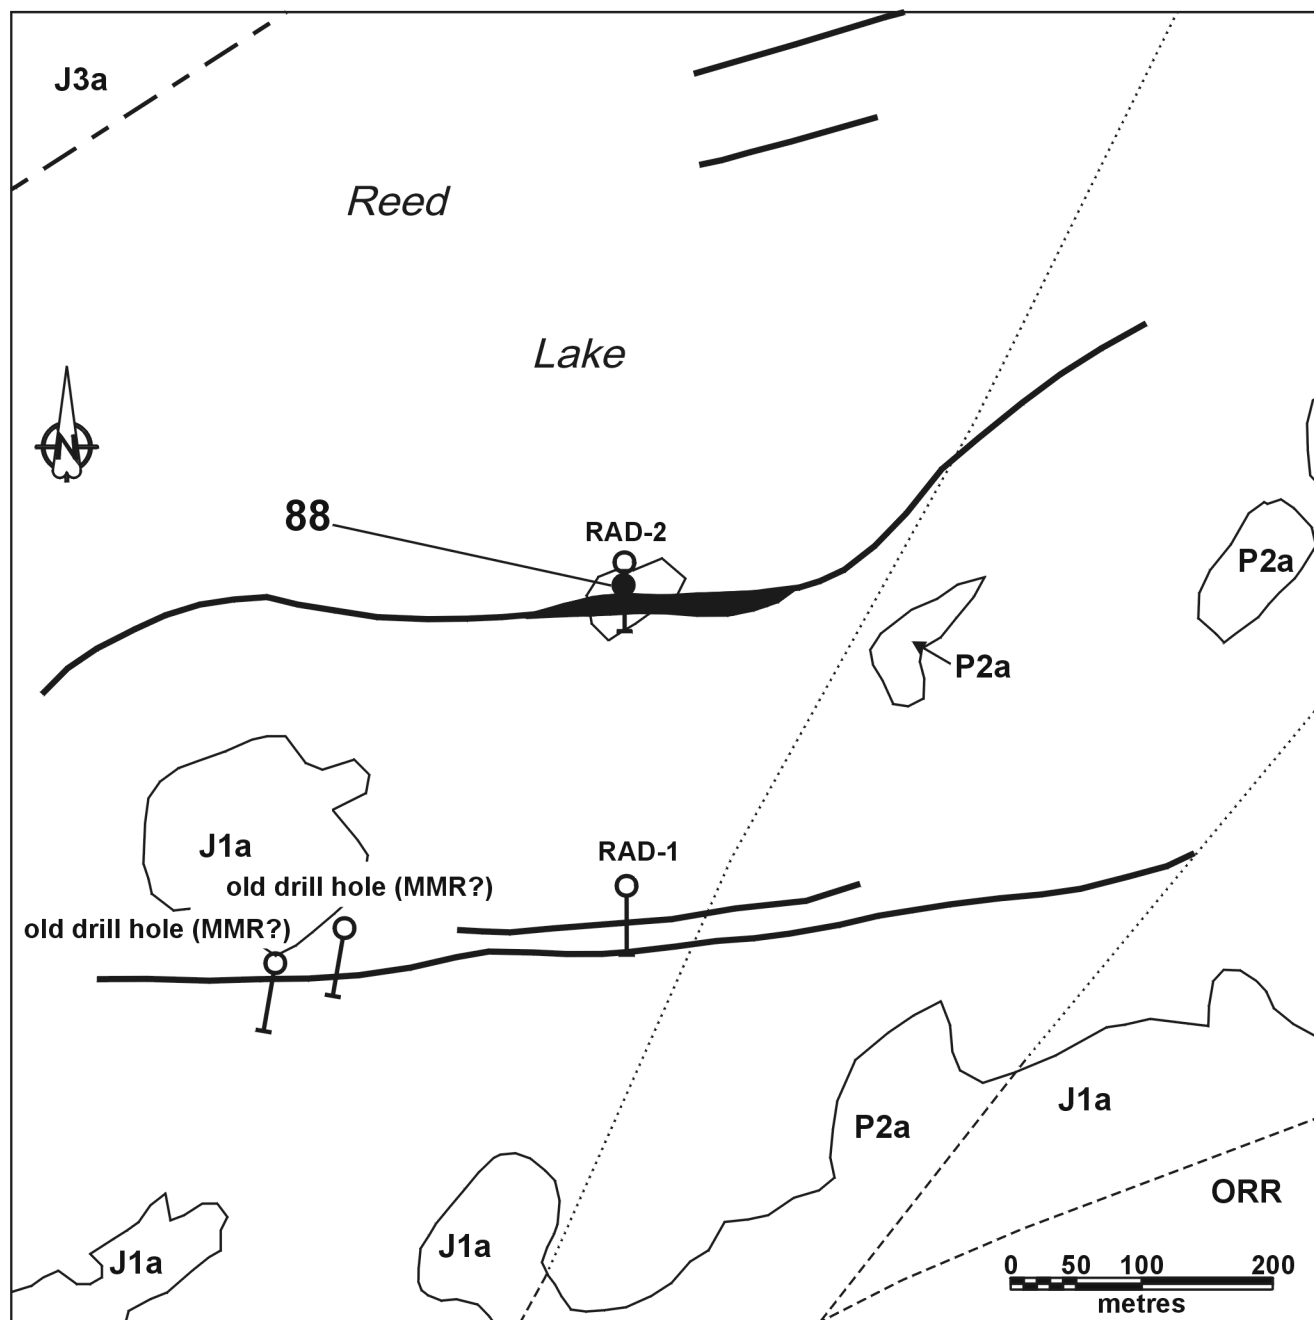 J3a
Reed
Lake
N
88
RAD-2
P2a
P2a
J1a
RAD-1
old drill hole (MMR?)
old drill hole (MMR?)
J1a
P2a
ORR
J1a
J1a
0 50 100 200
metres